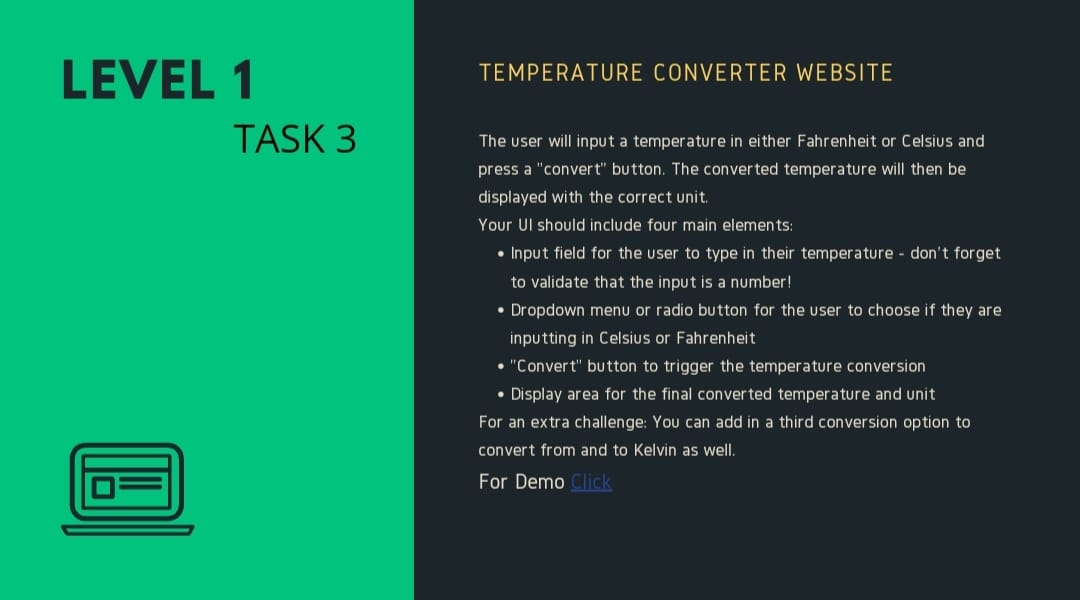 LEVEL 1
TASK 3
TEMPERATURE CONVERTER WEBSITE
The user will input a temperature in either Fahrenheit or Celsius and
press a "convert" button. The converted temperature will then be
displayed with the correct unit.
Your UI should include four main elements:
• Input field for the user to type in their temperature - don't forget
to validate that the input is a number!
• Dropdown menu or radio button for the user to choose if they are
inputting in Celsius or Fahrenheit
• "Convert" button to trigger the temperature conversion
• Display area for the final converted temperature and unit
For an extra challenge: You can add in a third conversion option to
convert from and to Kelvin as well.
For Demo Click